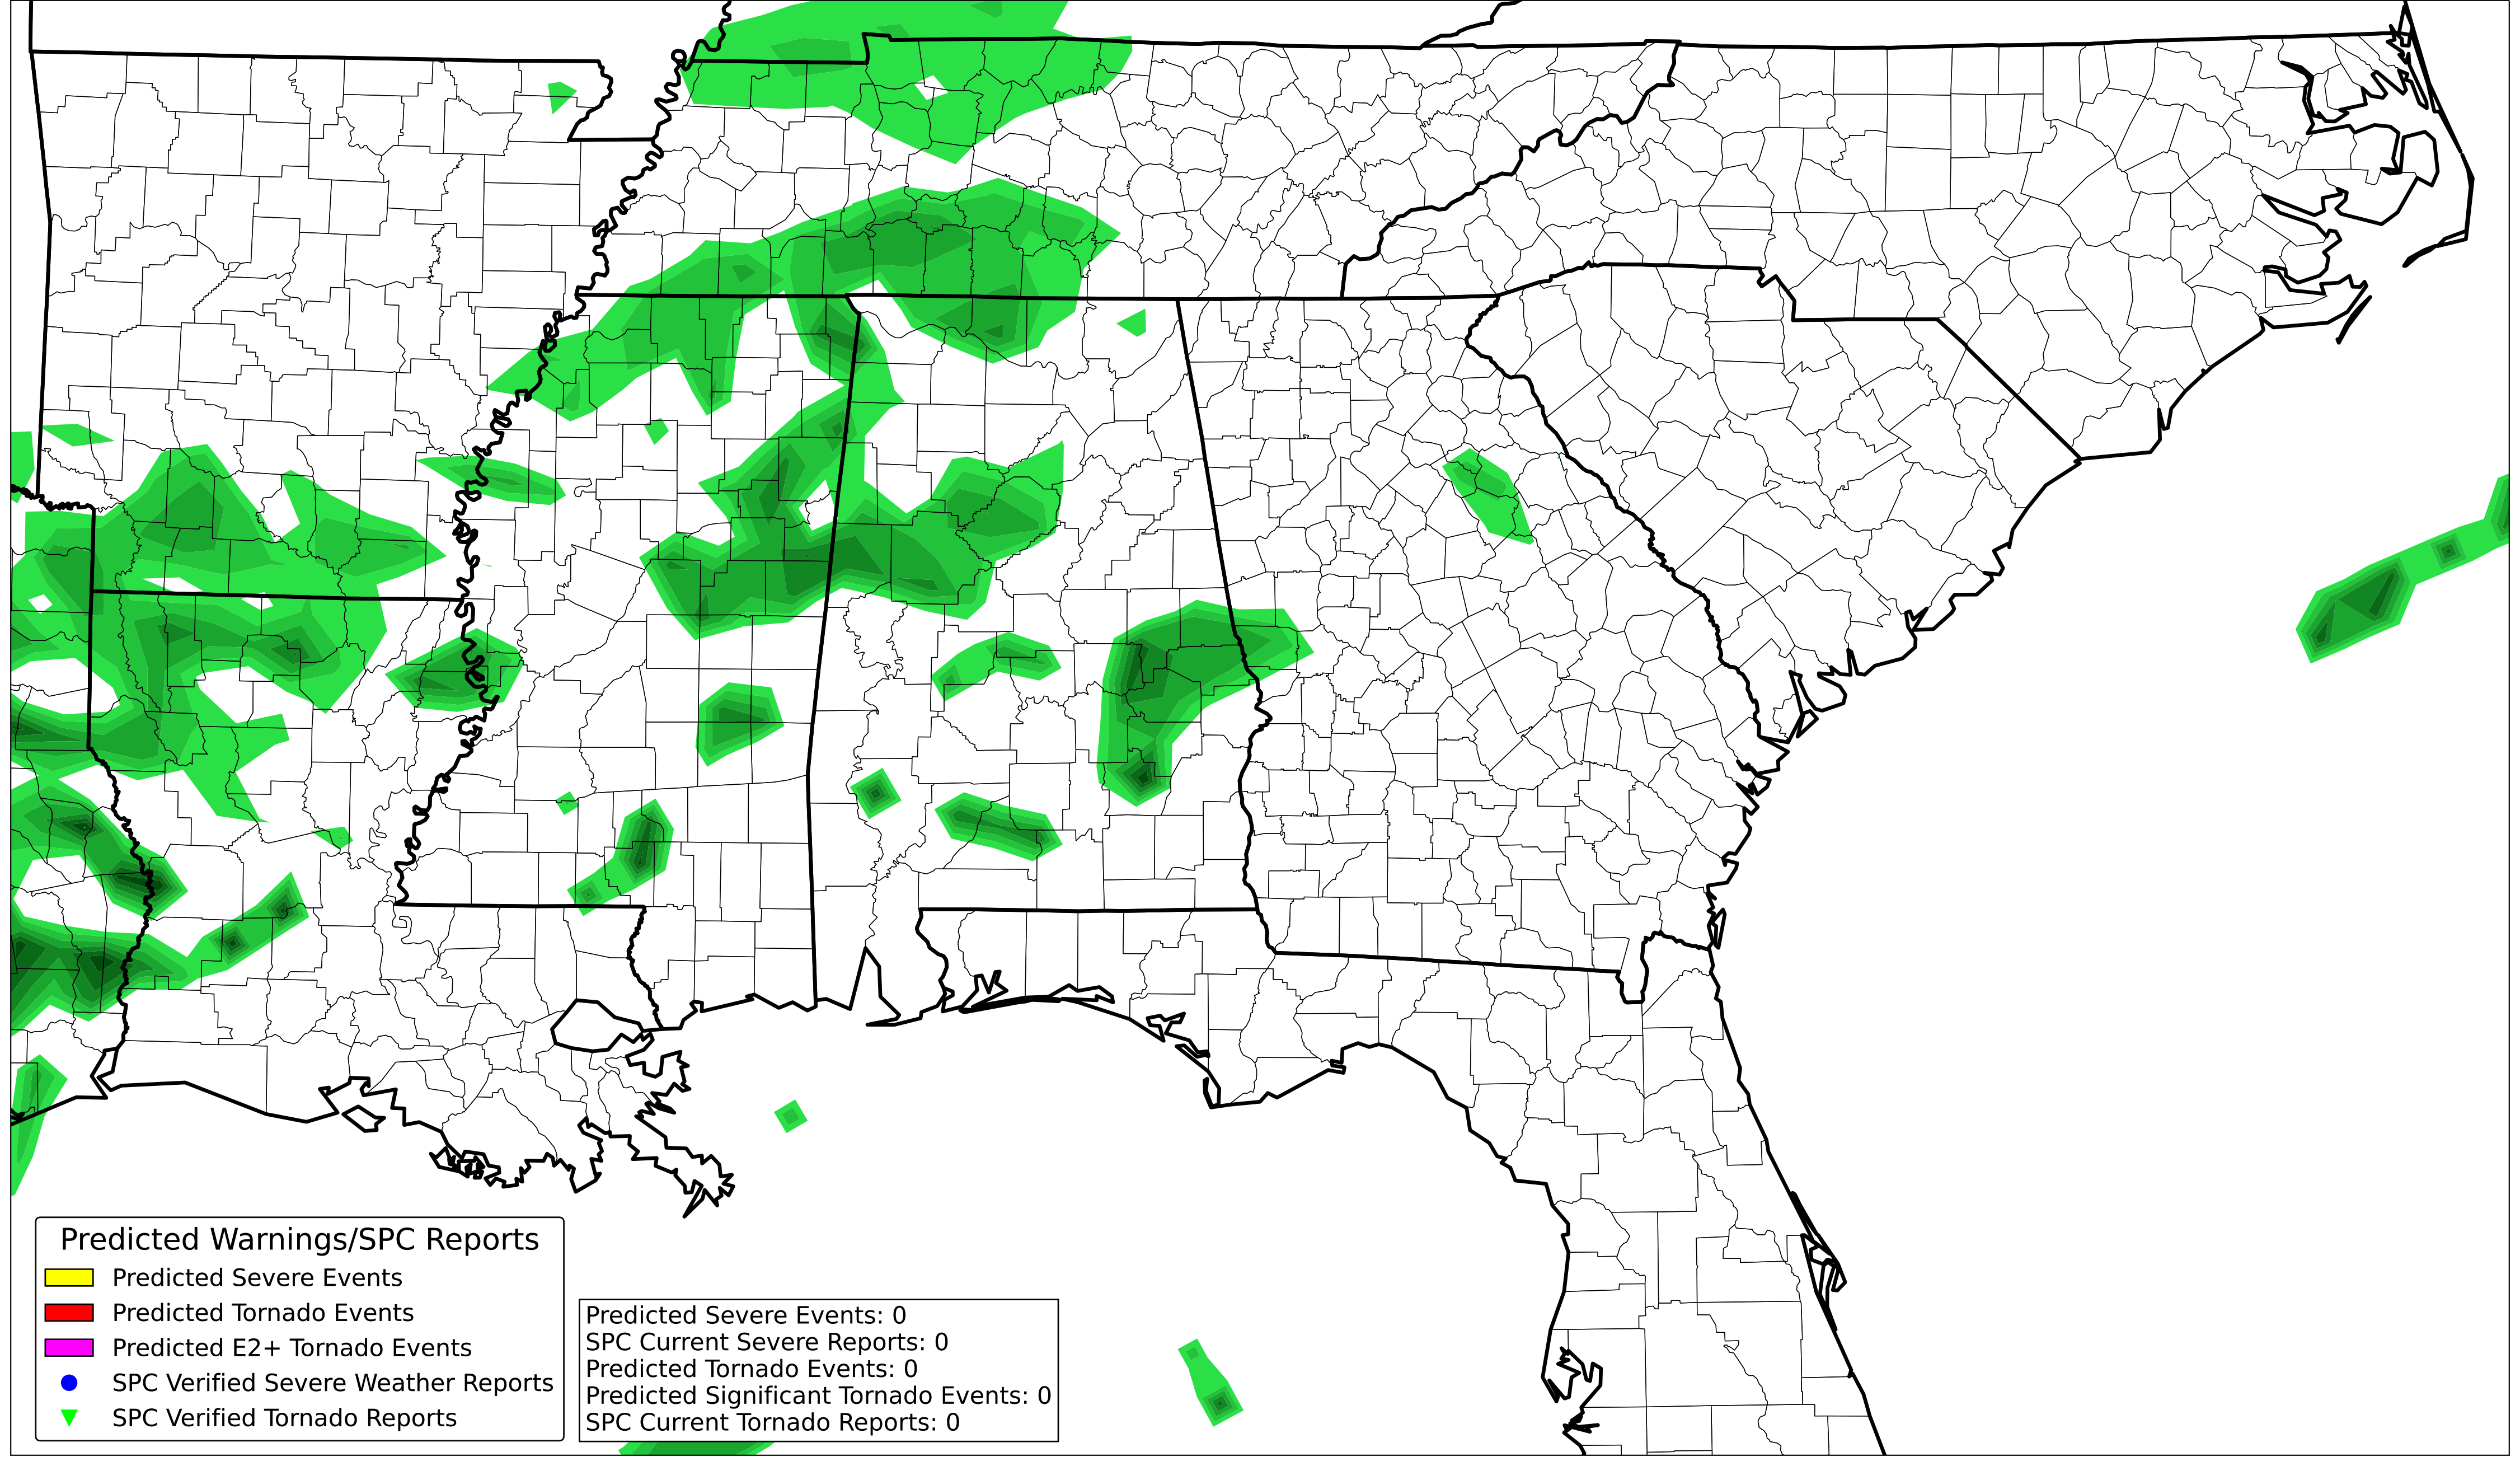 Predicted Warnings/SPC Reports
Predicted Severe Events
Predicted Tornado Events
Predicted E2+ Tornado Events
SPC Verified Severe Weather Reports
SPC Verified Tornado Reports
Predicted Severe Events: 0
SPC Current Severe Reports: 0
Predicted Tornado Events: 0
Predicted Significant Tornado Events: 0
SPC Current Tornado Reports: 0